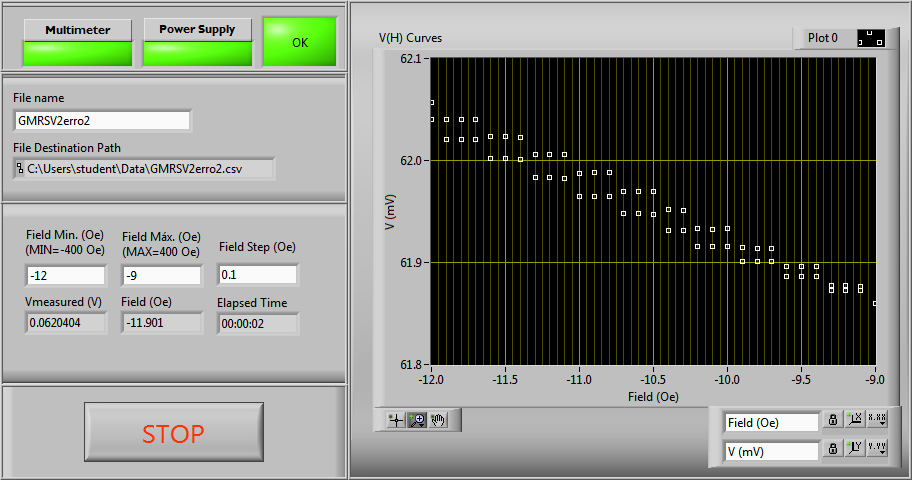 Multimeter
Power Supply
OK
File name
GMRSV2erro2
File Destination Path
C:\Users\student\Data\GMRSV2erro2.csv
Field Min. (Oe)
(MIN=-400 Oe)
Field Máx. (Oe)
(MAX=400 Oe)
Field Step (Oe)
-12
-9
0.1
Vmeasured (V)
Field (Oe)
Elapsed Time
0.0620404
-11.901
00:00:02
STOP
V(H) Curves
Plot 0
62.1
62.0
61.9
61.8
V (mV)
-12.0
-11.5
-11.0
-10.5
-10.0
-9.5
-9.0
Field (Oe)
Field (Oe)
X.XX
V (mV)
Y.YY